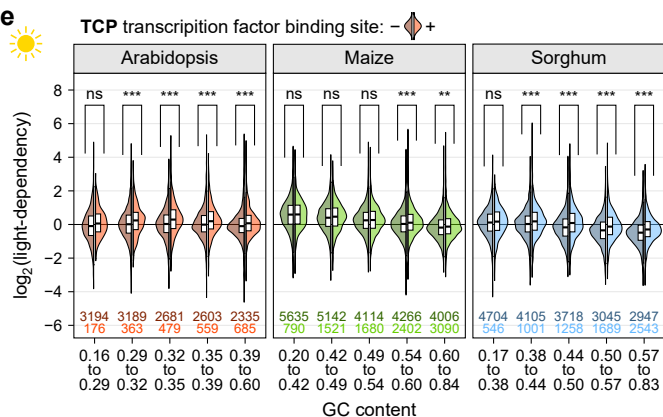 e
TCP transcripition factor binding site: − +
Arabidopsis Maize Sorghum
ns *** *** *** *** ns ns ns *** ** ns *** *** *** ***
8
6
4
2
0
−2
−4
−6
log2(light-dependency)
3194 3189 2681 2603 2335 5635 5142 4114 4266 4006 4704 4105 3718 3045 2947
176 363 479 559 685 790 1521 1680 2402 3090 546 1001 1258 1689 2543
0.16 0.29 0.32 0.35 0.39 0.20 0.42 0.49 0.54 0.60 0.17 0.38 0.44 0.50 0.57
to to to to to to to to to to to to to to to
0.29 0.32 0.35 0.39 0.60 0.42 0.49 0.54 0.60 0.84 0.38 0.44 0.50 0.57 0.83
GC content